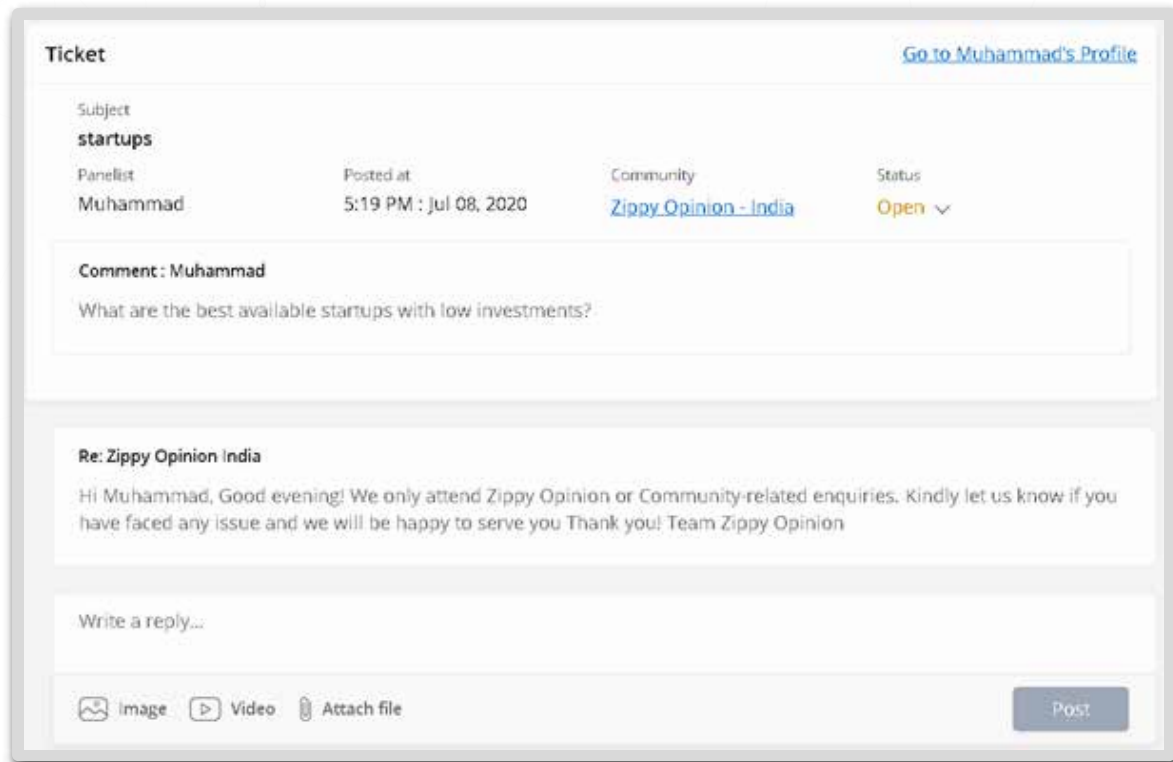 Ticket
Go to Muhammad's Profile
Subject
startups
Panelist
Posted at
Community
Status
Muhammad
5:19 PM : Jul 08, 2020
Zippy Opinion - India
Open
Comment : Muhammad
What are the best available startups with low investments?
Re: Zippy Opinion India
Hi Muhammad, Good evening! We only attend Zippy Opinion or Community-related enquiries. Kindly let us know if you
have faced any issue and we will be happy to serve you Thank you! Team Zippy Opinion
Write a reply...
Image
Video
Attach file
Post